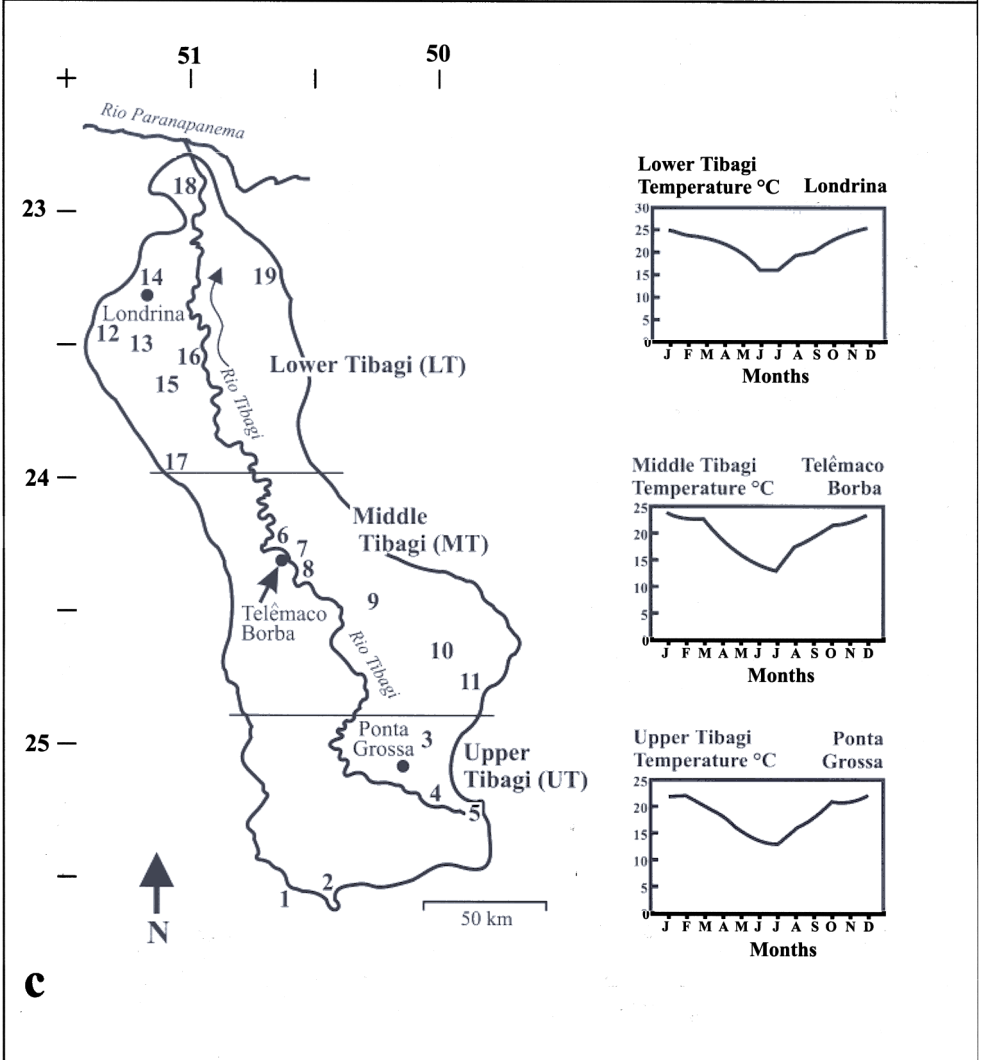 51
50
Rio Paranapanema
18
23
14
19
Londrina
12
13
16
15
Lower Tibagi (LT)
Rio Tibagi
17
24
Middle
Tibagi (MT)
6
7
8
Telêmaco
Borba
9
Rio Tibagi
10
11
25
Ponta
Grossa
3
Upper
Tibagi (UT)
4
5
2
1
50 km
N
c
Lower Tibagi
Temperature °C Londrina
30
25
20
15
10
5
0
J F M A M J J A S O N D
Months
Middle Tibagi Telêmaco
Temperature °C Borba
25
20
15
10
5
0
J F M A M J J A S O N D
Months
Upper Tibagi Ponta
Temperature °C Grossa
25
20
15
10
5
0
J F M A M J J A S O N D
Months